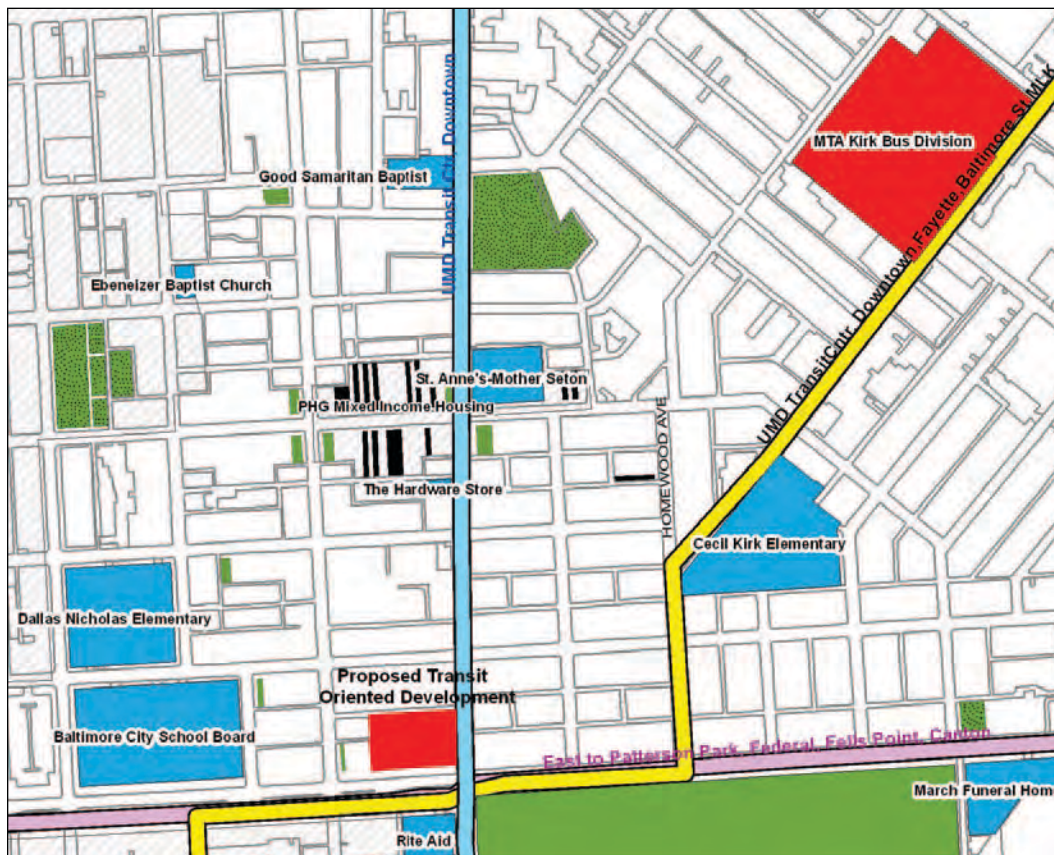 UMD Transit Ctr, Downtown
MTA Kirk Bus Division
UMD TransitCntr, Downtown,Fayette,Baltimore St,MLK
Good Samaritan Baptist
Ebeneizer Baptist Church
St. Anne's-Mother Seton
PHG Mixed Income Housing
HOMEWOOD AVE
The Hardware Store
Cecil Kirk Elementary
Dallas Nicholas Elementary
Proposed Transit
Oriented Development
Baltimore City School Board
East to Patterson Park, Federal, Fells Point, Canton
March Funeral Hom
Rite Aid